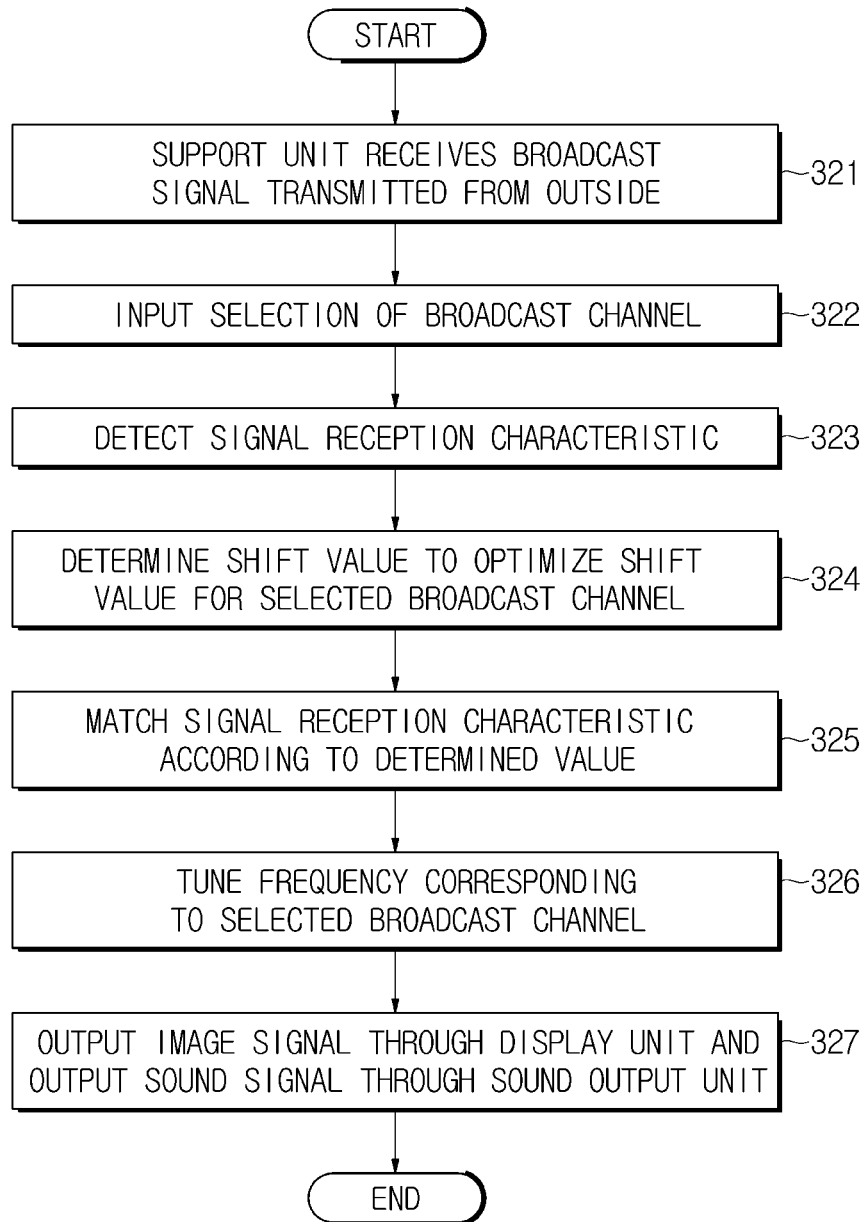 START
SUPPORT UNIT RECEIVES BROADCAST
SIGNAL TRANSMITTED FROM OUTSIDE
321
INPUT SELECTION OF BROADCAST CHANNEL
322
DETECT SIGNAL RECEPTION CHARACTERISTIC
323
DETERMINE SHIFT VALUE TO OPTIMIZE SHIFT
VALUE FOR SELECTED BROADCAST CHANNEL
324
MATCH SIGNAL RECEPTION CHARACTERISTIC
ACCORDING TO DETERMINED VALUE
325
TUNE FREQUENCY CORRESPONDING
TO SELECTED BROADCAST CHANNEL
326
OUTPUT IMAGE SIGNAL THROUGH DISPLAY UNIT AND
OUTPUT SOUND SIGNAL THROUGH SOUND OUTPUT UNIT
327
END